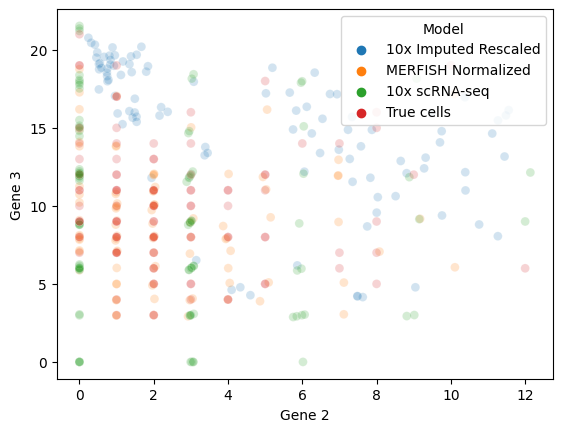 Model
10x Imputed Rescaled
MERFISH Normalized
10x scRNA-seq
True cells
20
15
10
5
0
Gene 3
0 2 4 6 8 10 12
Gene 2